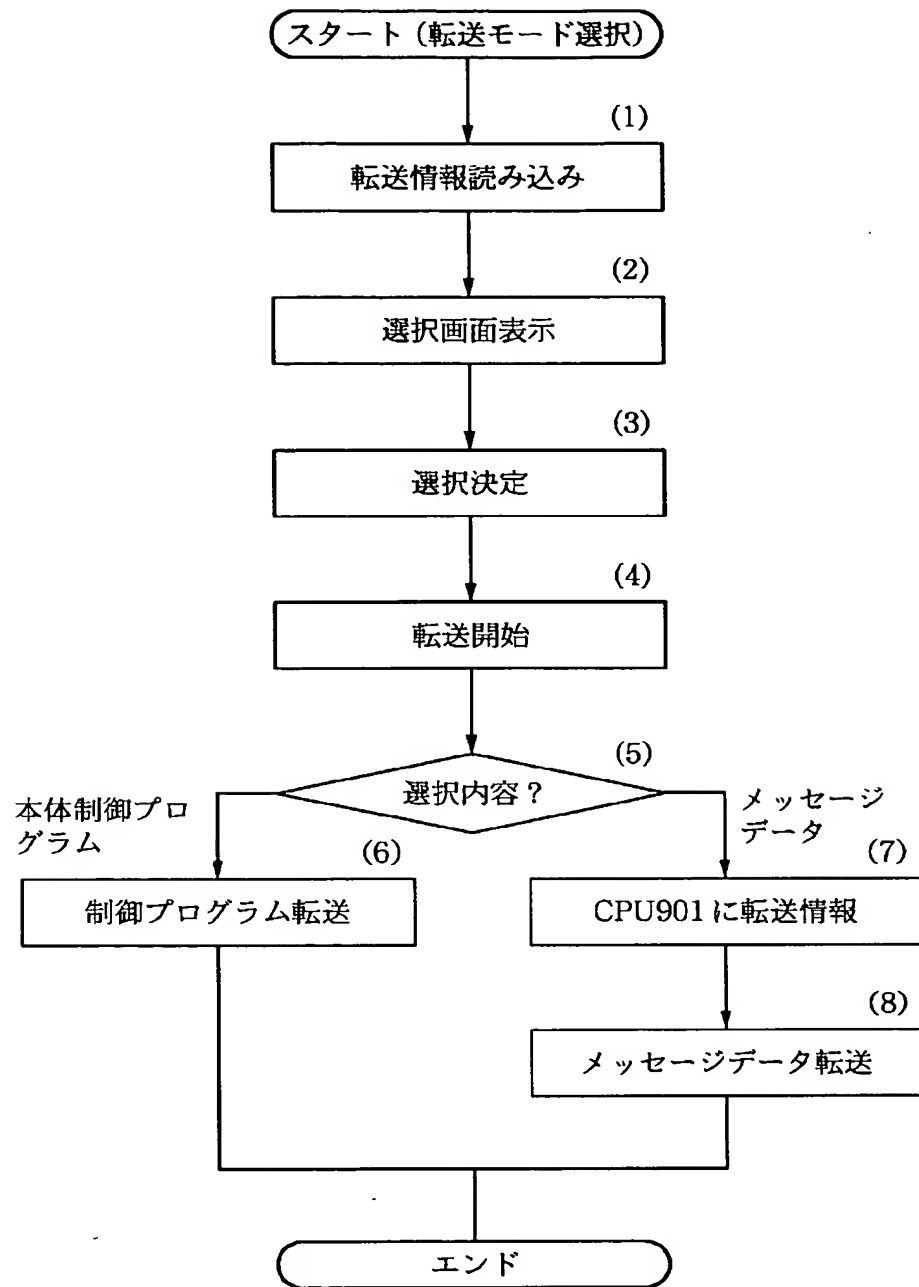 スタート(転送モード選択)
(1)
転送情報読み込み
(2)
選択画面表示
(3)
選択決定
(4)
転送開始
(5)
選択内容?
本体制御プロ
グラム
メッセージ
データ
(6)
制御プログラム転送
(7)
CPU901に転送情報
(8)
メッセージデータ転送
エンド